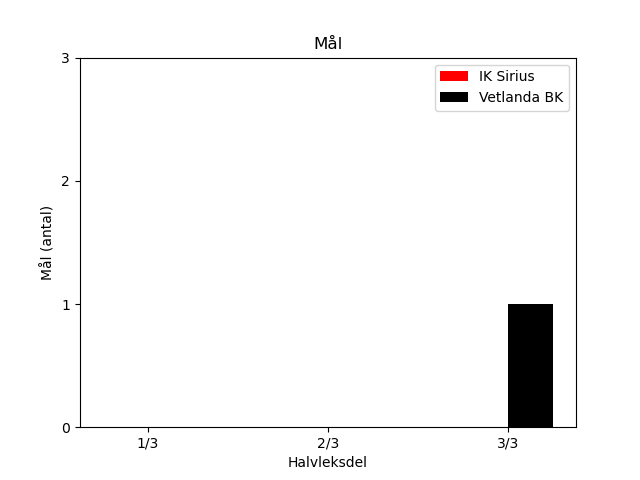 Mål
IK Sirius
Vetlanda BK
Mål (antal)
3
2
1
0
1/3 2/3 3/3
Halvleksdel